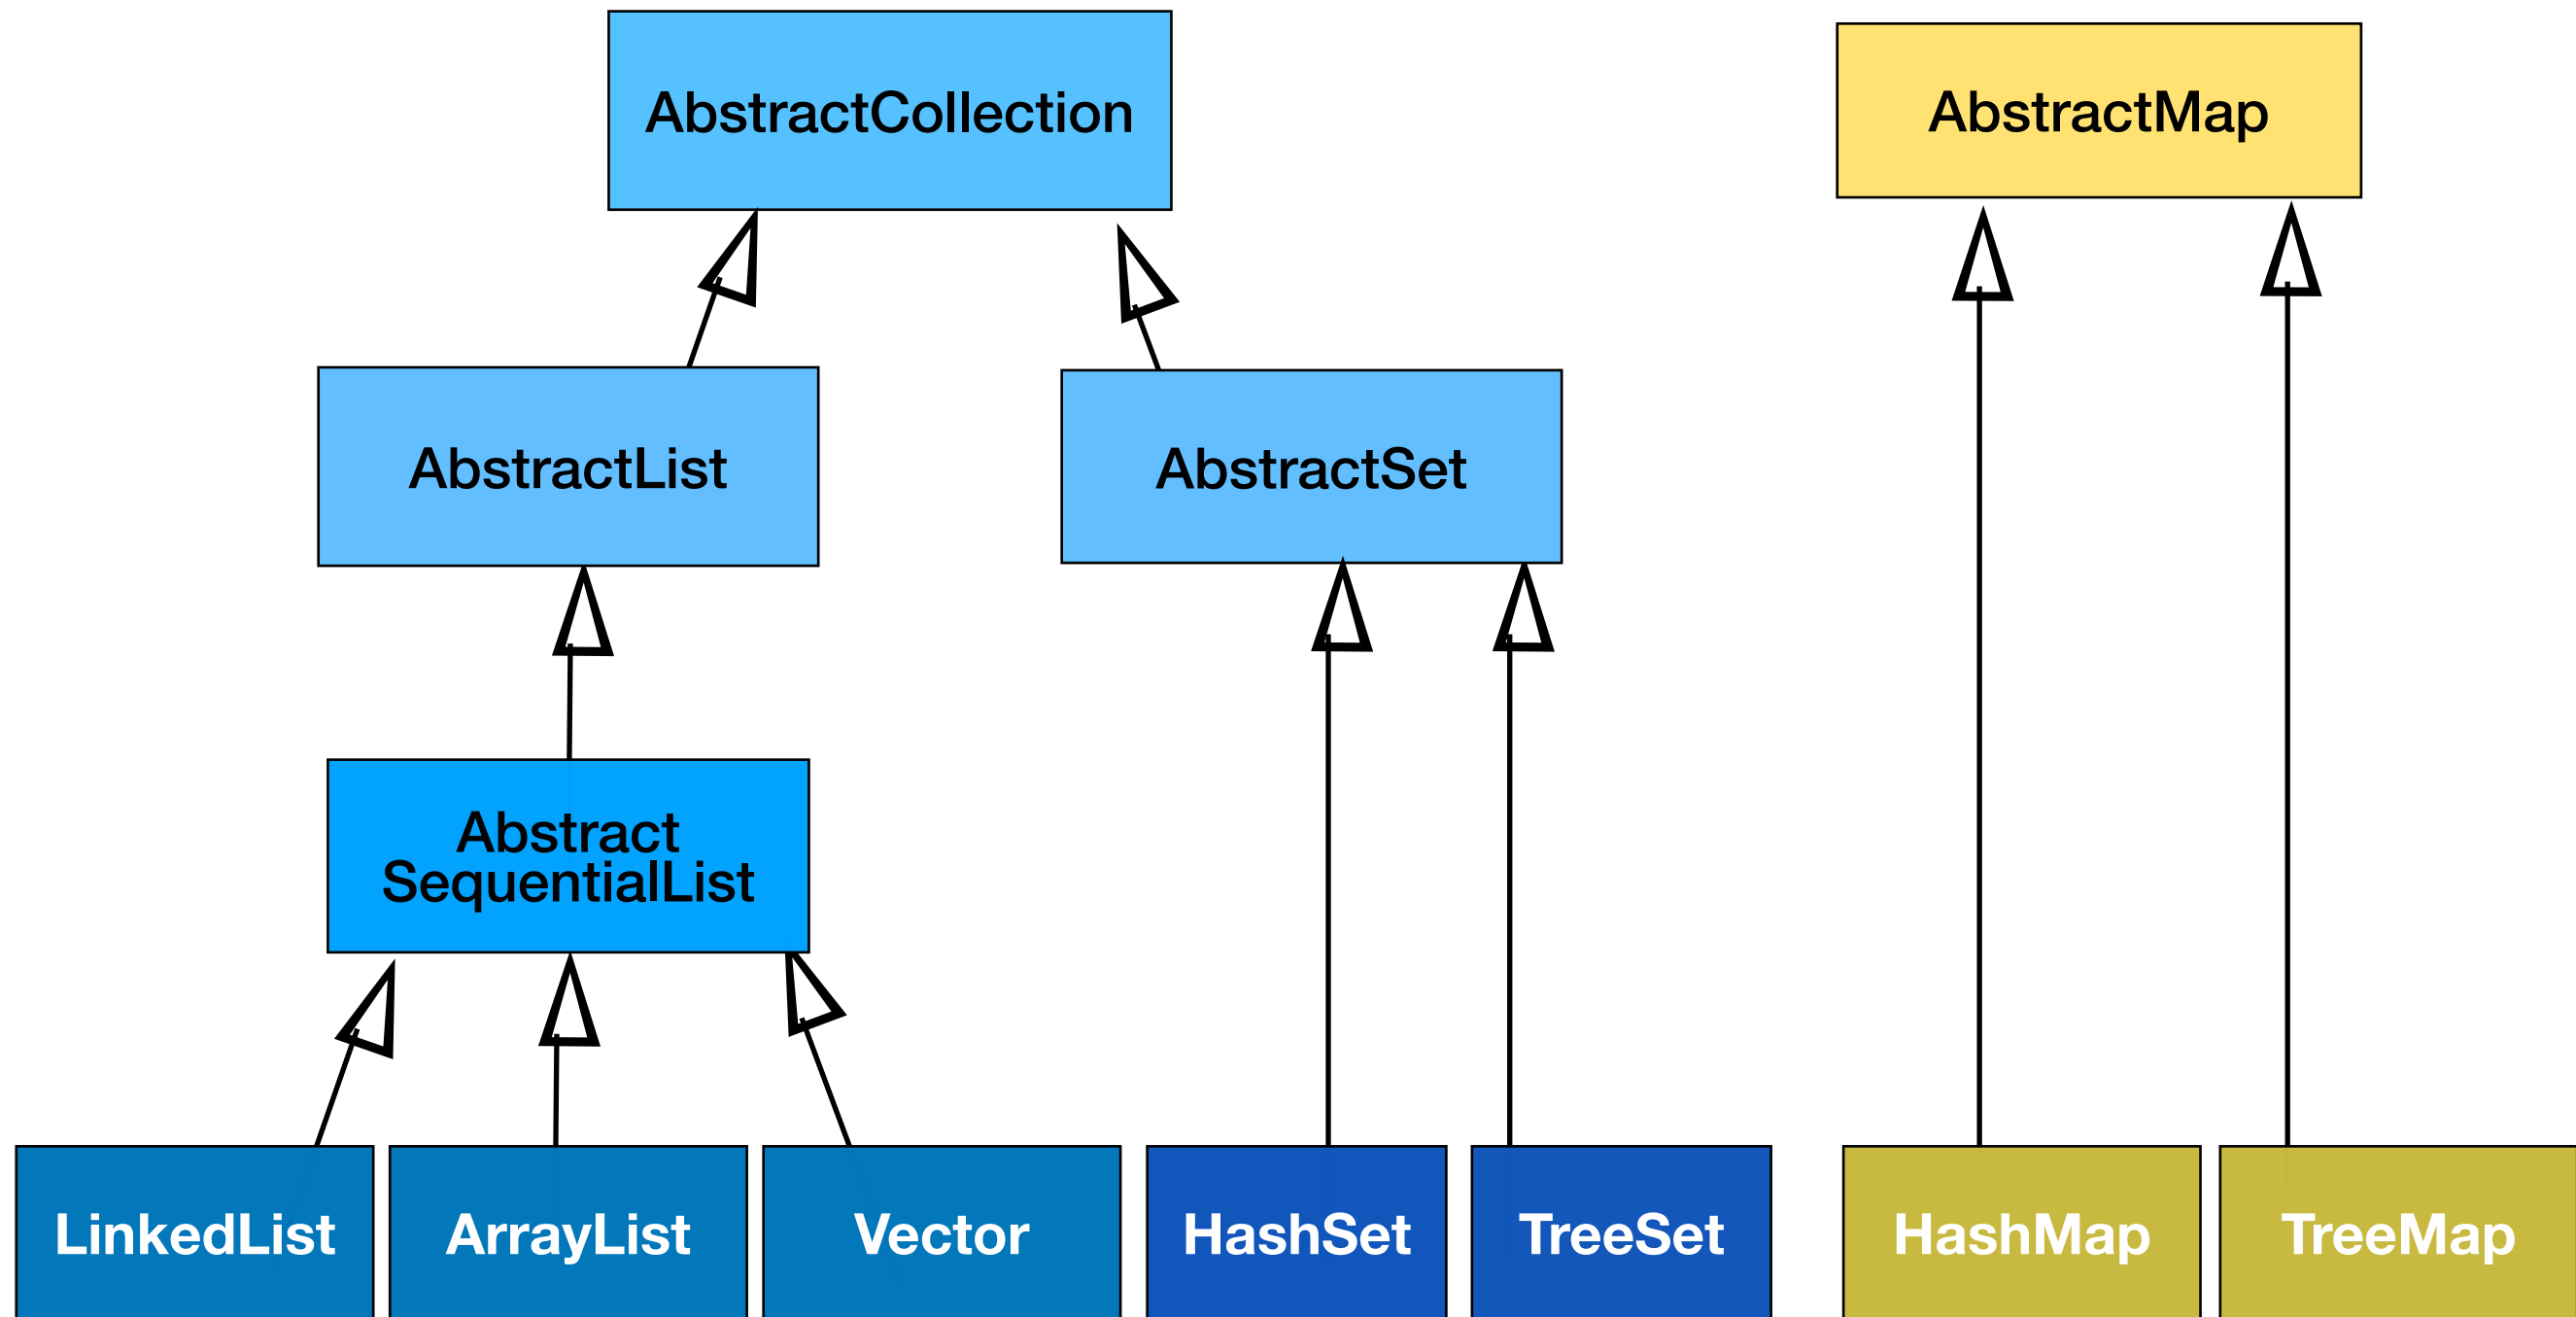 AbstractCollection
AbstractMap
AbstractList
AbstractSet
Abstract
SequentialList
LinkedList
ArrayList
Vector
HashSet
TreeSet
HashMap
TreeMap